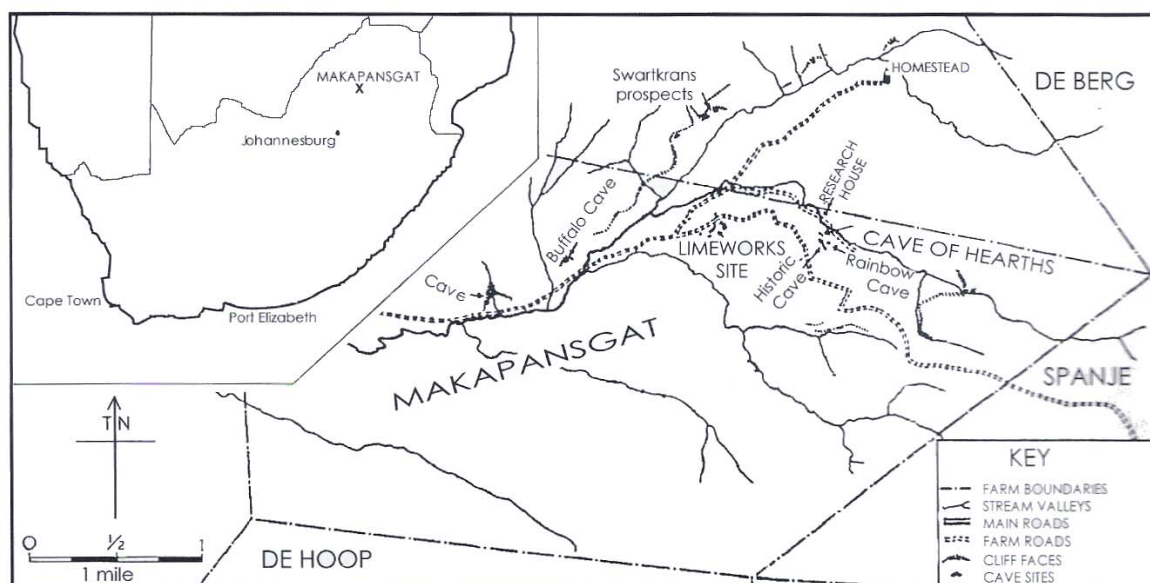 MAKAPANSGAT
X
Johannesburg
Cape Town
Port Elizabeth
Swartkrans
prospects
HOMESTEAD
DE BERG
RESEARCH
HOUSE
Buffalo Cave
CAVE OF HEARTHS
LIMEWORKS
SITE
Historic
Cave
Rainbow
Cave
Cave
MAKAPANSGAT
SPANJE
DE HOOP
T N
0 ½ 1
1 mile
KEY
FARM BOUNDARIES
STREAM VALLEYS
MAIN ROADS
FARM ROADS
CLIFF FACES
CAVE SITES